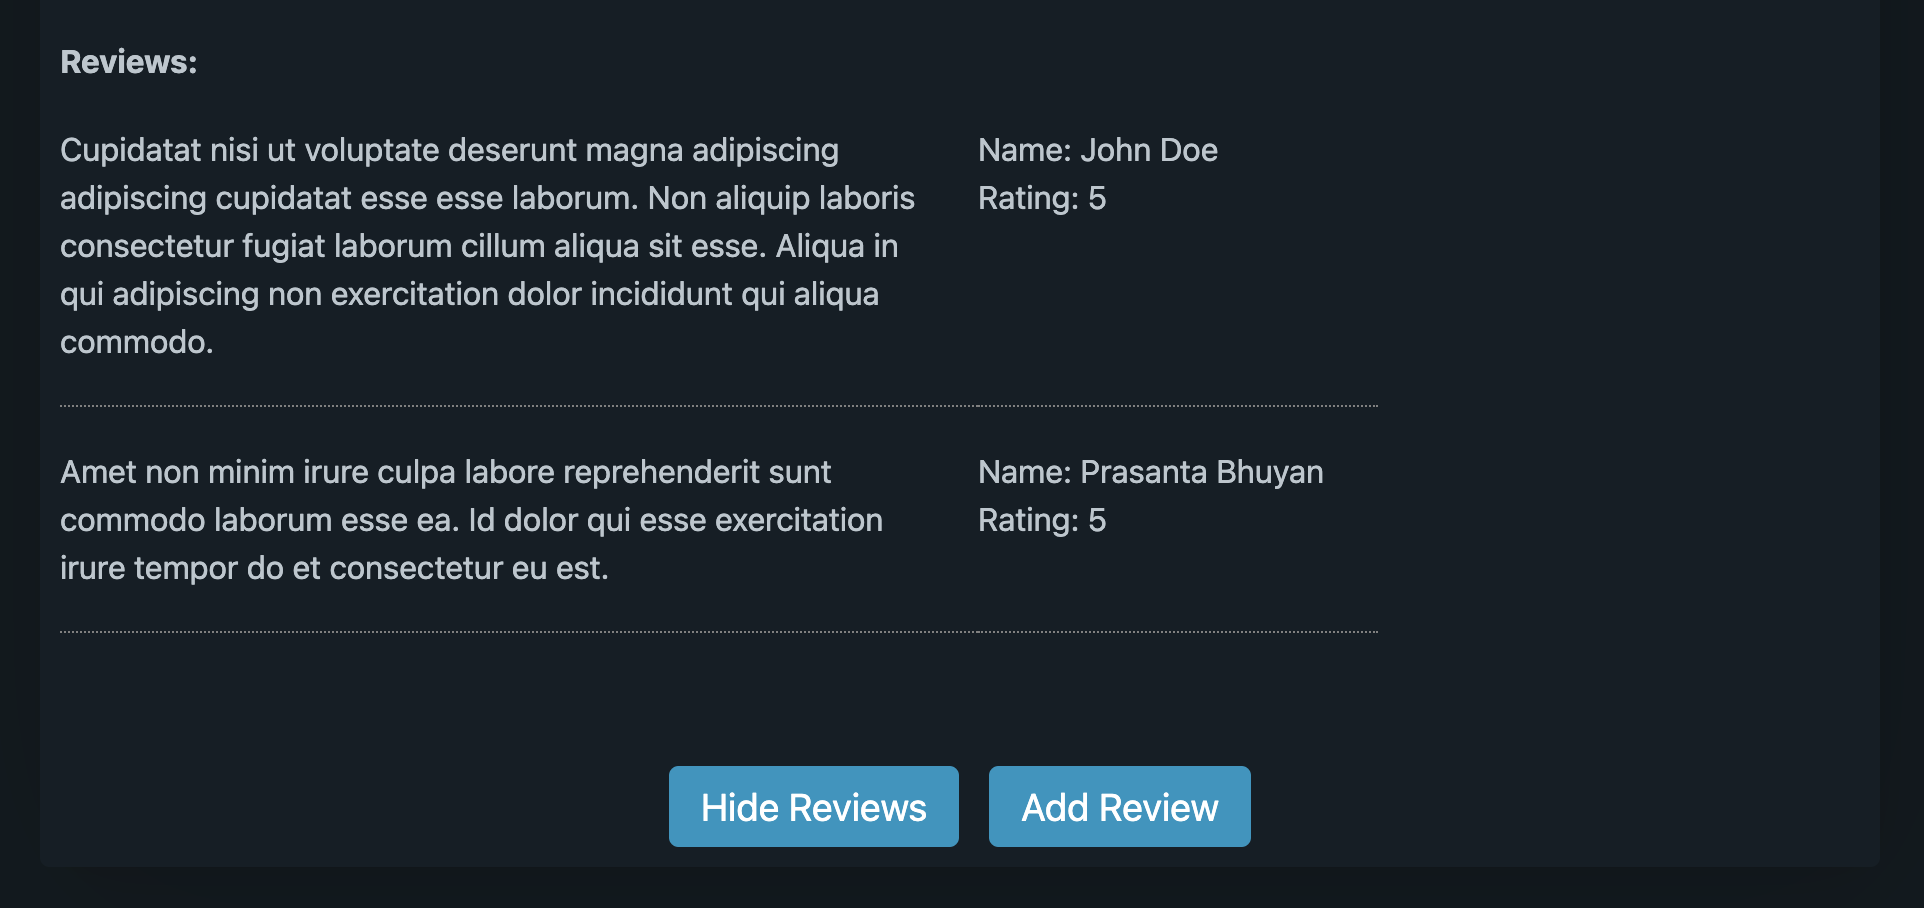 Reviews:
Cupidatat nisi ut voluptate deserunt magna adipiscing
adipiscing cupidatat esse esse laborum. Non aliquip laboris
consectetur fugiat laborum cillum aliqua sit esse. Aliqua in
qui adipiscing non exercitation dolor incididunt qui aliqua
commodo.
Name: John Doe
Rating: 5
Amet non minim irure culpa labore reprehenderit sunt
commodo laborum esse ea. Id dolor qui esse exercitation
irure tempor do et consectetur eu est.
Name: Prasanta Bhuyan
Rating: 5
Hide Reviews
Add Review